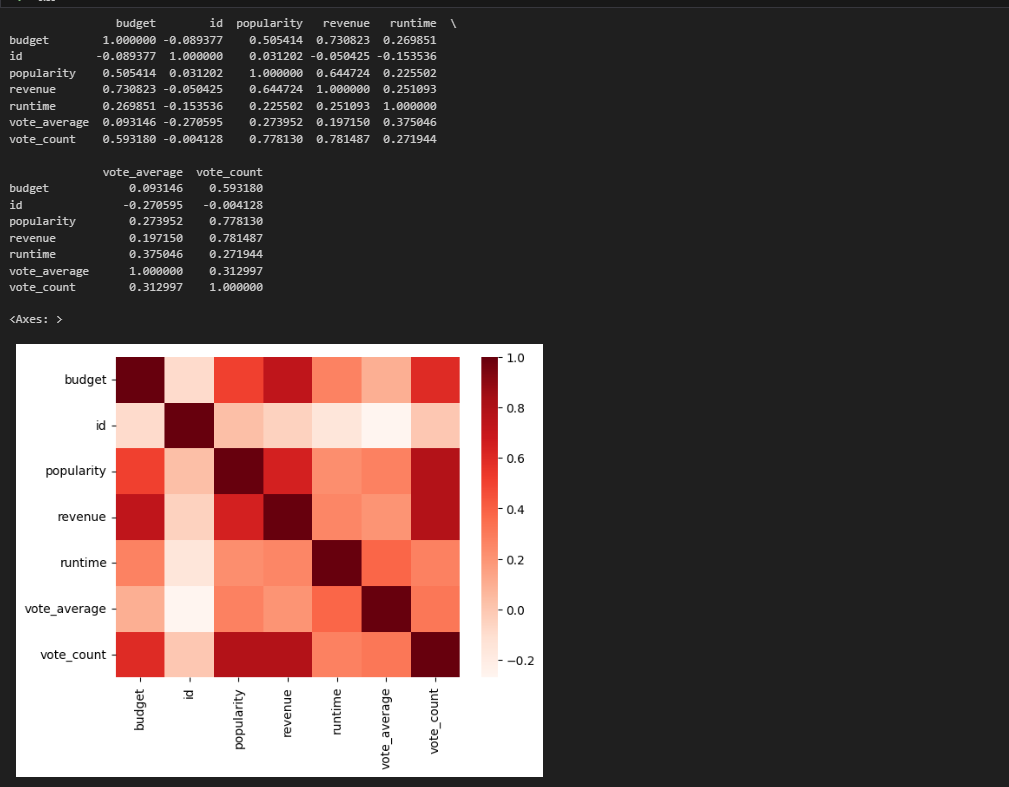 budget id popularity revenue runtime \
budget 1.000000 -0.089377 0.505414 0.730823 0.269851
id -0.089377 1.000000 0.031202 -0.050425 -0.153536
popularity 0.505414 0.031202 1.000000 0.644724 0.225502
revenue 0.730823 -0.050425 0.644724 1.000000 0.251093
runtime 0.269851 -0.153536 0.225502 0.251093 1.000000
vote_average 0.093146 -0.270595 0.273952 0.197150 0.375046
vote_count 0.593180 -0.004128 0.778130 0.781487 0.271944
vote_average vote_count
budget 0.093146 0.593180
id -0.270595 -0.004128
popularity 0.273952 0.778130
revenue 0.197150 0.781487
runtime 0.375046 0.271944
vote_average 1.000000 0.312997
vote_count 0.312997 1.000000
<Axes: >
budget
id
popularity
revenue
runtime
vote_average
vote_count
budget
id
popularity
revenue
runtime
vote_average
vote_count
1.0
0.8
0.6
0.4
0.2
0.0
−0.2